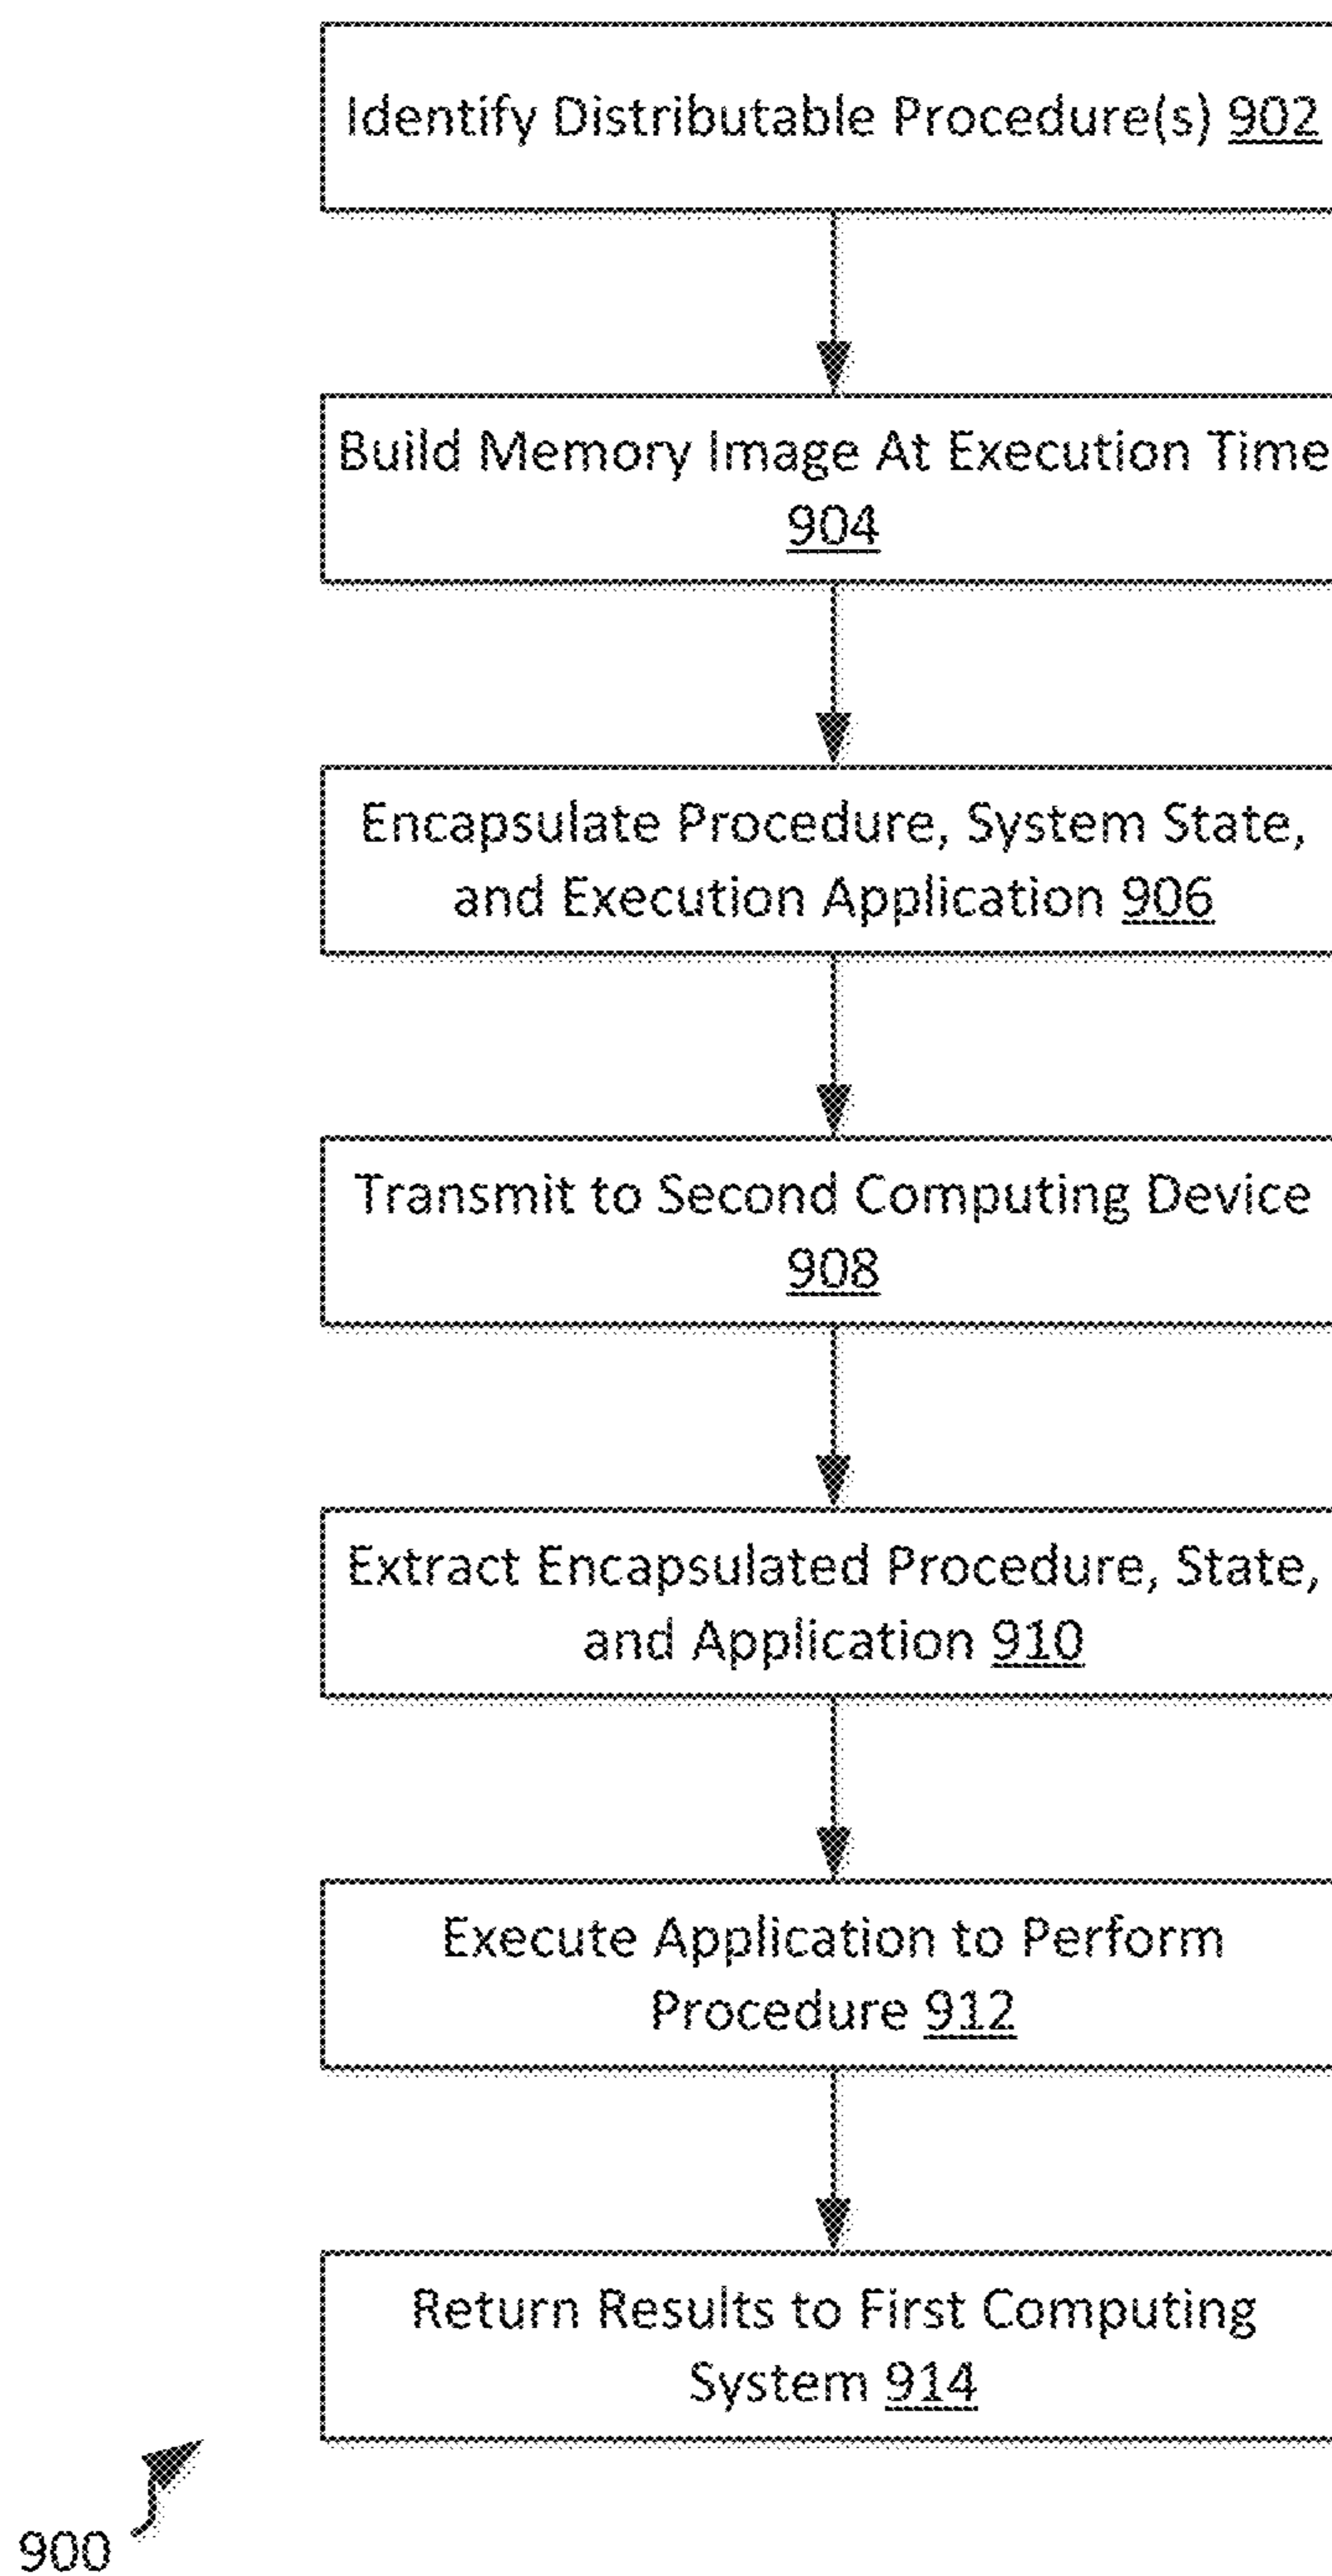 Identify Distributable Procedure(s) 902
Build Memory Image At Execution Time
904
Encapsulate Procedure, System State,
and Execution Application 906
Transmit to Second Computing Device
908
Extract Encapsulated Procedure, State,
and Application 910
Execute Application to Perform
Procedure 912
Return Results to First Computing
System 914
900